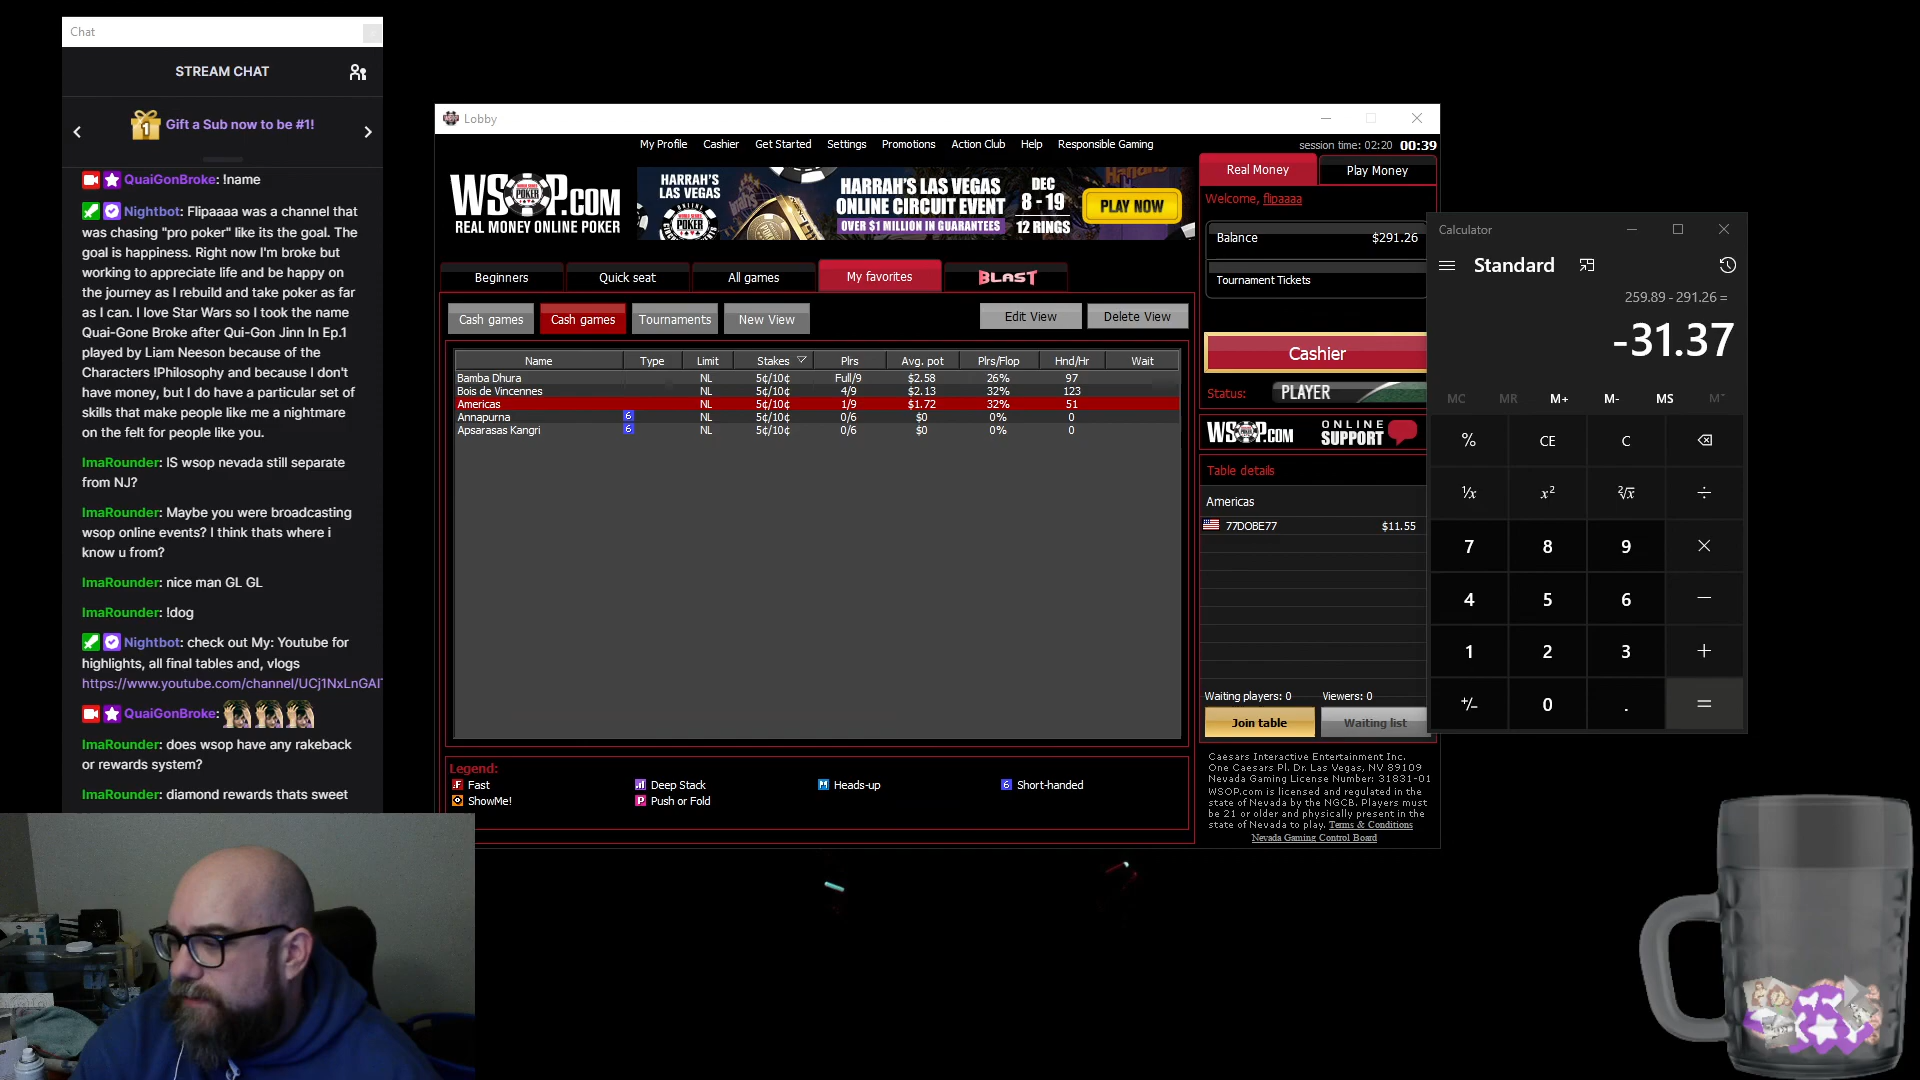 Chat
STREAM CHAT
1
Gift a Sub now to be #1!
QuaiGonBroke: !name
Nightbot: Flipaaaa was a channel that
was chasing "pro poker" like its the goal. The
goal is happiness. Right now I'm broke but
working to appreciate life and be happy on
the journey as I rebuild and take poker as far
as I can. I love Star Wars so I took the name
Quai-Gone Broke after Qui-Gon Jinn In Ep.1
played by Liam Neeson because of the
Characters !Philosophy and because I don't
have money, but I do have a particular set of
skills that make people like me a nightmare
on the felt for people like you.
ImaRounder: IS wsop nevada still separate
from NJ?
ImaRounder: Maybe you were broadcasting
wsop online events? I think thats where i
know u from?
ImaRounder: nice man GL GL
ImaRounder: !dog
Nightbot: check out My: Youtube for
highlights, all final tables and, vlogs
https://www.youtube.com/channel/UCj1NxLnGAI
QuaiGonBroke:
ImaRounder: does wsop have any rakeback
or rewards system?
ImaRounder: diamond rewards thats sweet
Lobby
My Profile Cashier Get Started Settings Promotions Action Club Help Responsible Gaming
session time: 02:20 00:39
WSOP.COM
REAL MONEY ONLINE POKER
HARRAH'S
LAS VEGAS
POKER
HARRAH'S LAS VEGAS
ONLINE CIRCUIT EVENT
OVER $1 MILLION IN GUARANTEES
DEC
8 - 19
12 RINGS
PLAY NOW
Beginners Quick seat All games My favorites BLAST
Cash games Cash games Tournaments New View Edit View Delete View
Name Type Limit Stakes Plrs Avg. pot Plrs/Flop Hnd/Hr Wait
Bamba Dhura NL 5¢/10¢ Full/9 $2.58 26% 97
Bois de Vincennes NL 5¢/10¢ 4/9 $2.13 32% 123
Americas NL 5¢/10¢ 1/9 $1.72 32% 51
Annapurna 6 NL 5¢/10¢ 0/6 $0 0% 0
Apsarasas Kangri 6 NL 5¢/10¢ 0/6 $0 0% 0
Legend:
F Fast Deep Stack H Heads-up 6 Short-handed
ShowMe! P Push or Fold
Real Money Play Money
Welcome, flipaaaa
Balance $291.26
Tournament Tickets
Cashier
Status: PLAYER
WSOP.COM ONLINE
SUPPORT
Table details
Americas
77DOBE77 $11.55
Waiting players: 0 Viewers: 0
Join table Waiting list
Caesars Interactive Entertainment Inc.
One Caesars Pl. Dr. Las Vegas, NV 89109
Nevada Gaming License Number: 31831-01
WSOP.com is licensed and regulated in the
state of Nevada by the NGCB. Players must
be 21 or older and physically present in the
state of Nevada to play. Terms & Conditions
Nevada Gaming Control Board
Calculator
Standard
259.89 - 291.26 =
-31.37
MC MR M+ M- MS M˅
% CE C
⅟x x² ²√x ÷
7 8 9 ×
4 5 6 −
1 2 3 +
+/− 0 . =